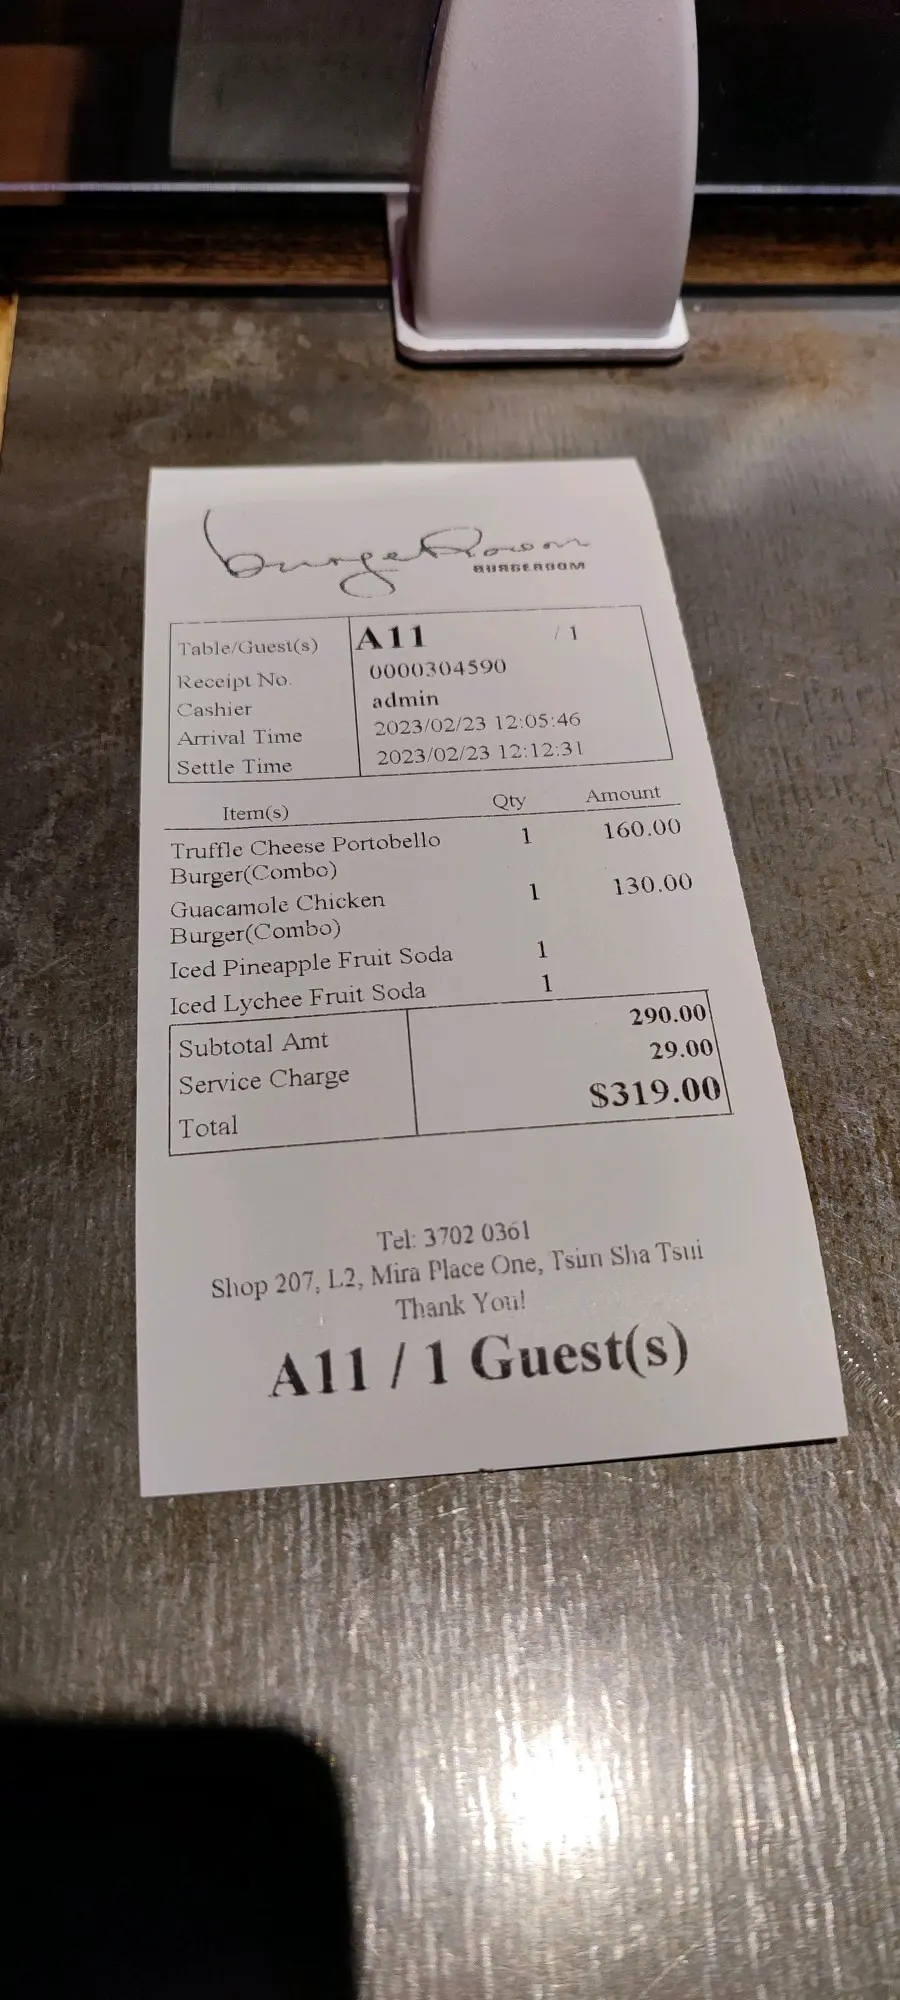 burgeRoom
BURGEROOM
Table/Guest(s) A11 / 1
Receipt No. 0000304590
Cashier admin
Arrival Time 2023/02/23 12:05:46
Settle Time 2023/02/23 12:12:31
Item(s) Qty Amount
Truffle Cheese Portobello 1 160.00
Burger(Combo)
Guacamole Chicken 1 130.00
Burger(Combo)
Iced Pineapple Fruit Soda 1
Iced Lychee Fruit Soda 1
Subtotal Amt 290.00
Service Charge 29.00
Total $319.00
Tel: 3702 0361
Shop 207, L2, Mira Place One, Tsim Sha Tsui
Thank You!
A11 / 1 Guest(s)